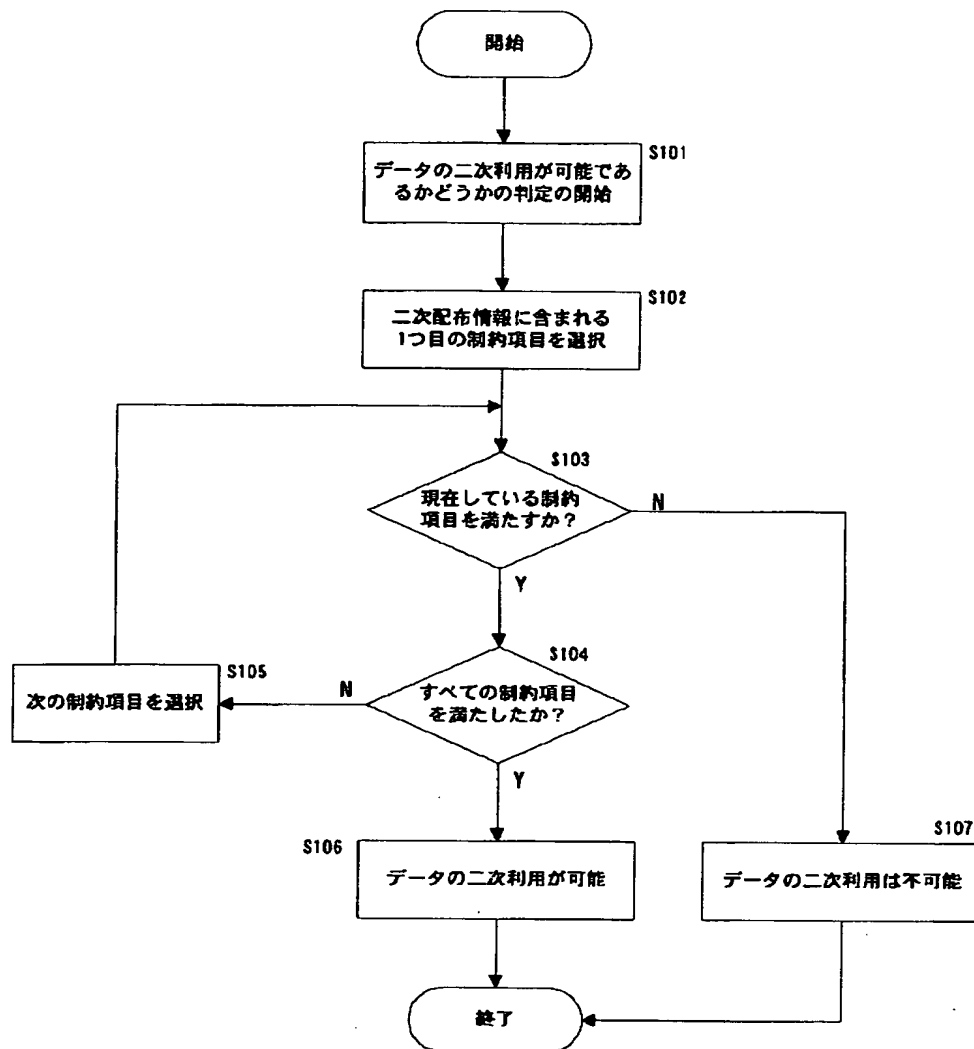 開始
S101
データの二次利用が可能であ
るかどうかの判定の開始
S102
二次配布情報に含まれる
1つ目の制約項目を選択
S103
現在している制約
項目を満たすか？
N
Y
S104
すべての制約項目
を満たしたか？
N
Y
S105
次の制約項目を選択
S106
データの二次利用が可能
S107
データの二次利用は不可能
終了